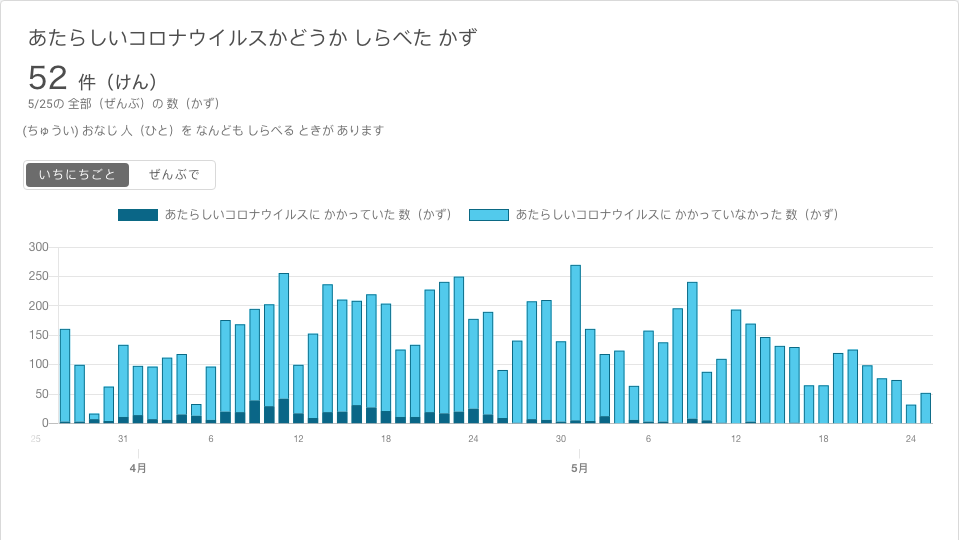 あたらしいコロナウイルスかどうか しらべた かず
52 件（けん）
5/25の 全部（ぜんぶ）の 数（かず）
(ちゅうい) おなじ 人（ひと）を なんども しらべる ときが あります
いちにちごと ぜんぶで
あたらしいコロナウイルスに かかっていた 数（かず） あたらしいコロナウイルスに かかっていなかった 数（かず）
300
250
200
150
100
50
0
25 31 6 12 18 24 30 6 12 18 24
4月 5月